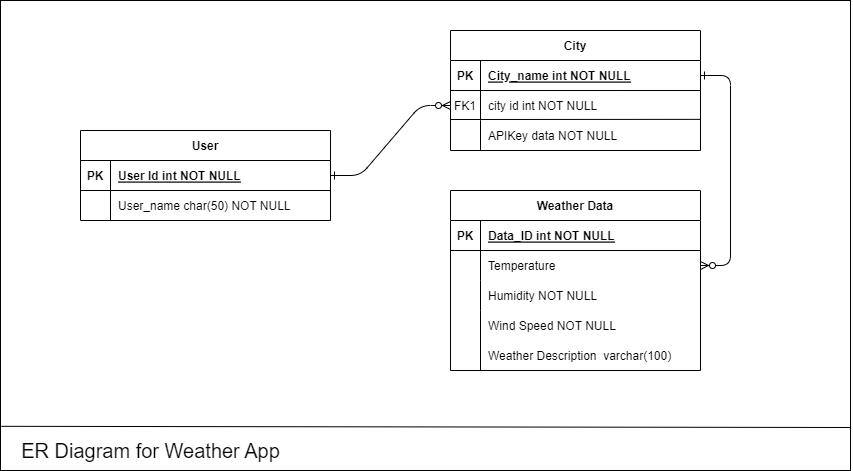 City
PK City_name int NOT NULL
FK1 city id int NOT NULL
APIKey data NOT NULL
User
PK User Id int NOT NULL
User_name char(50) NOT NULL
Weather Data
PK Data_ID int NOT NULL
Temperature
Humidity NOT NULL
Wind Speed NOT NULL
Weather Description varchar(100)
ER Diagram for Weather App